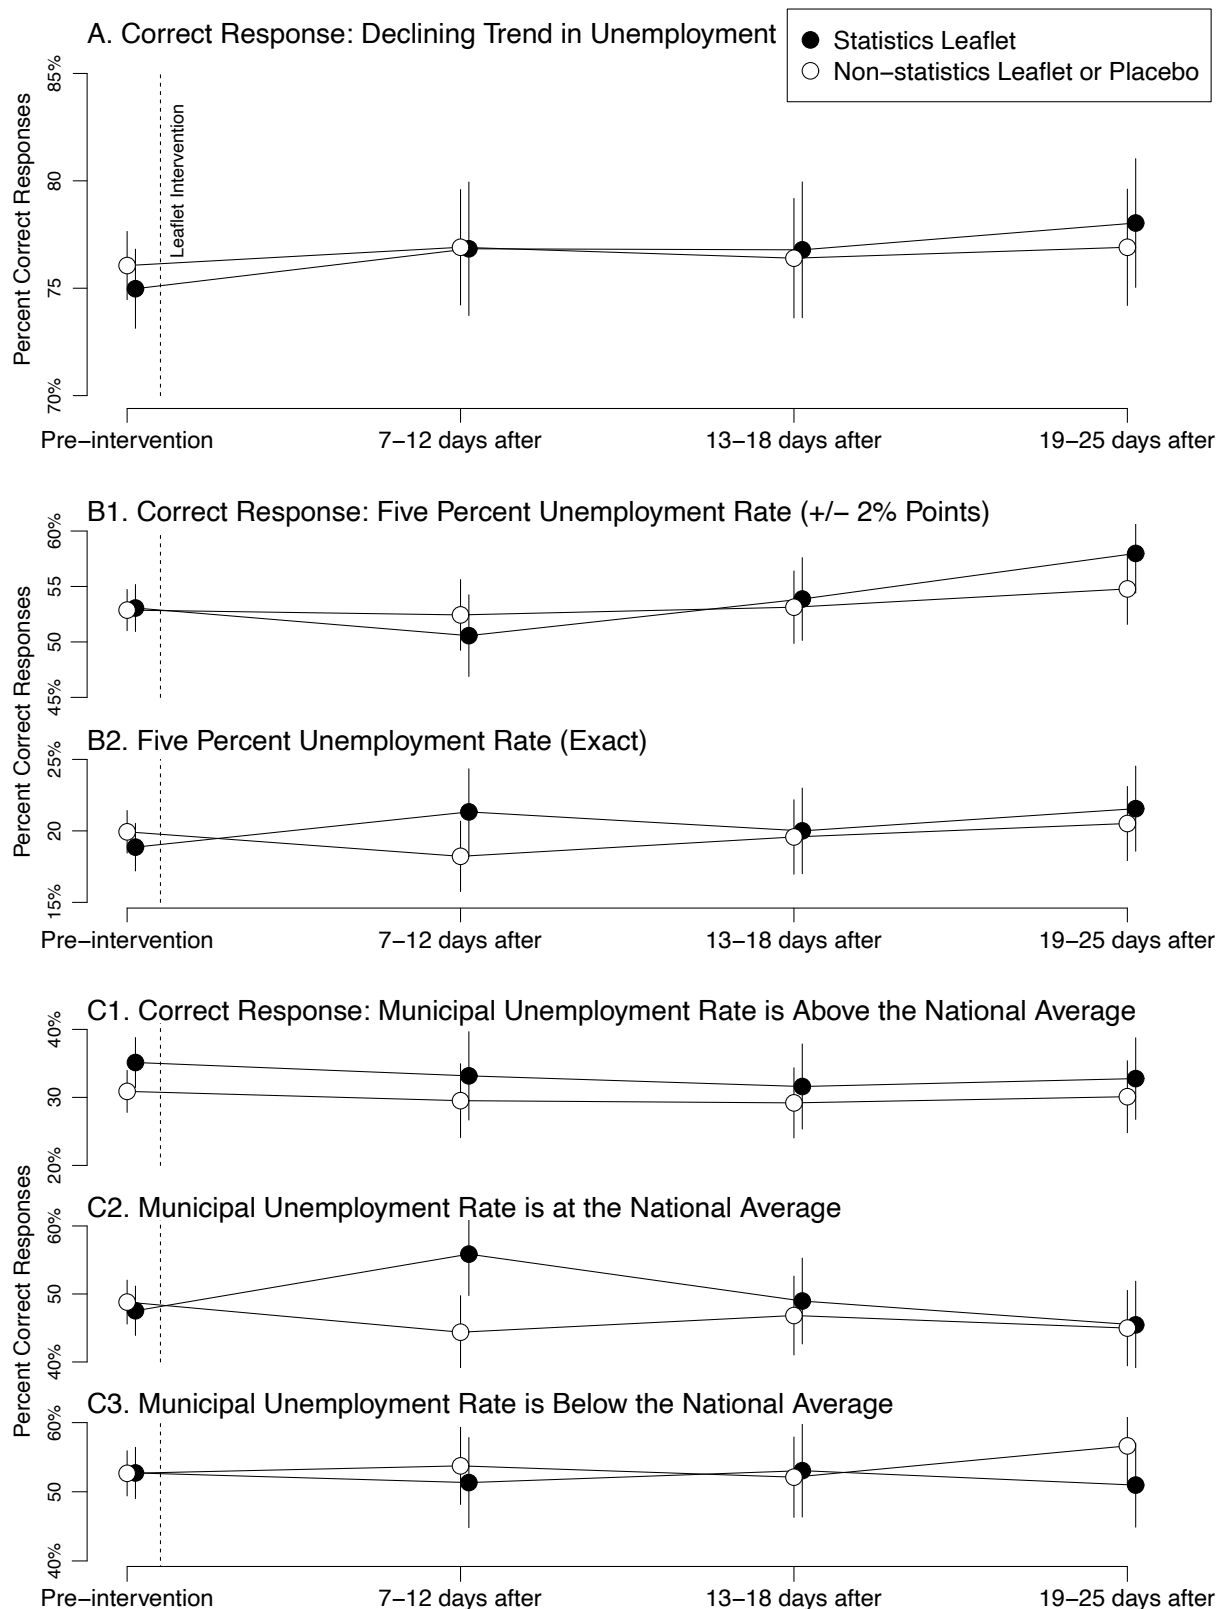 A. Correct Response: Declining Trend in Unemployment
Statistics Leaflet
Non−statistics Leaflet or Placebo
Percent Correct Responses
85%
80
75
70%
Leaflet Intervention
Pre−intervention 7−12 days after 13−18 days after 19−25 days after
B1. Correct Response: Five Percent Unemployment Rate (+/− 2% Points)
Percent Correct Responses
60%
55
50
45%
B2. Five Percent Unemployment Rate (Exact)
25%
20
15%
Pre−intervention 7−12 days after 13−18 days after 19−25 days after
C1. Correct Response: Municipal Unemployment Rate is Above the National Average
40%
30
20%
Percent Correct Responses
C2. Municipal Unemployment Rate is at the National Average
60%
50
40%
C3. Municipal Unemployment Rate is Below the National Average
60%
50
40%
Pre−intervention 7−12 days after 13−18 days after 19−25 days after